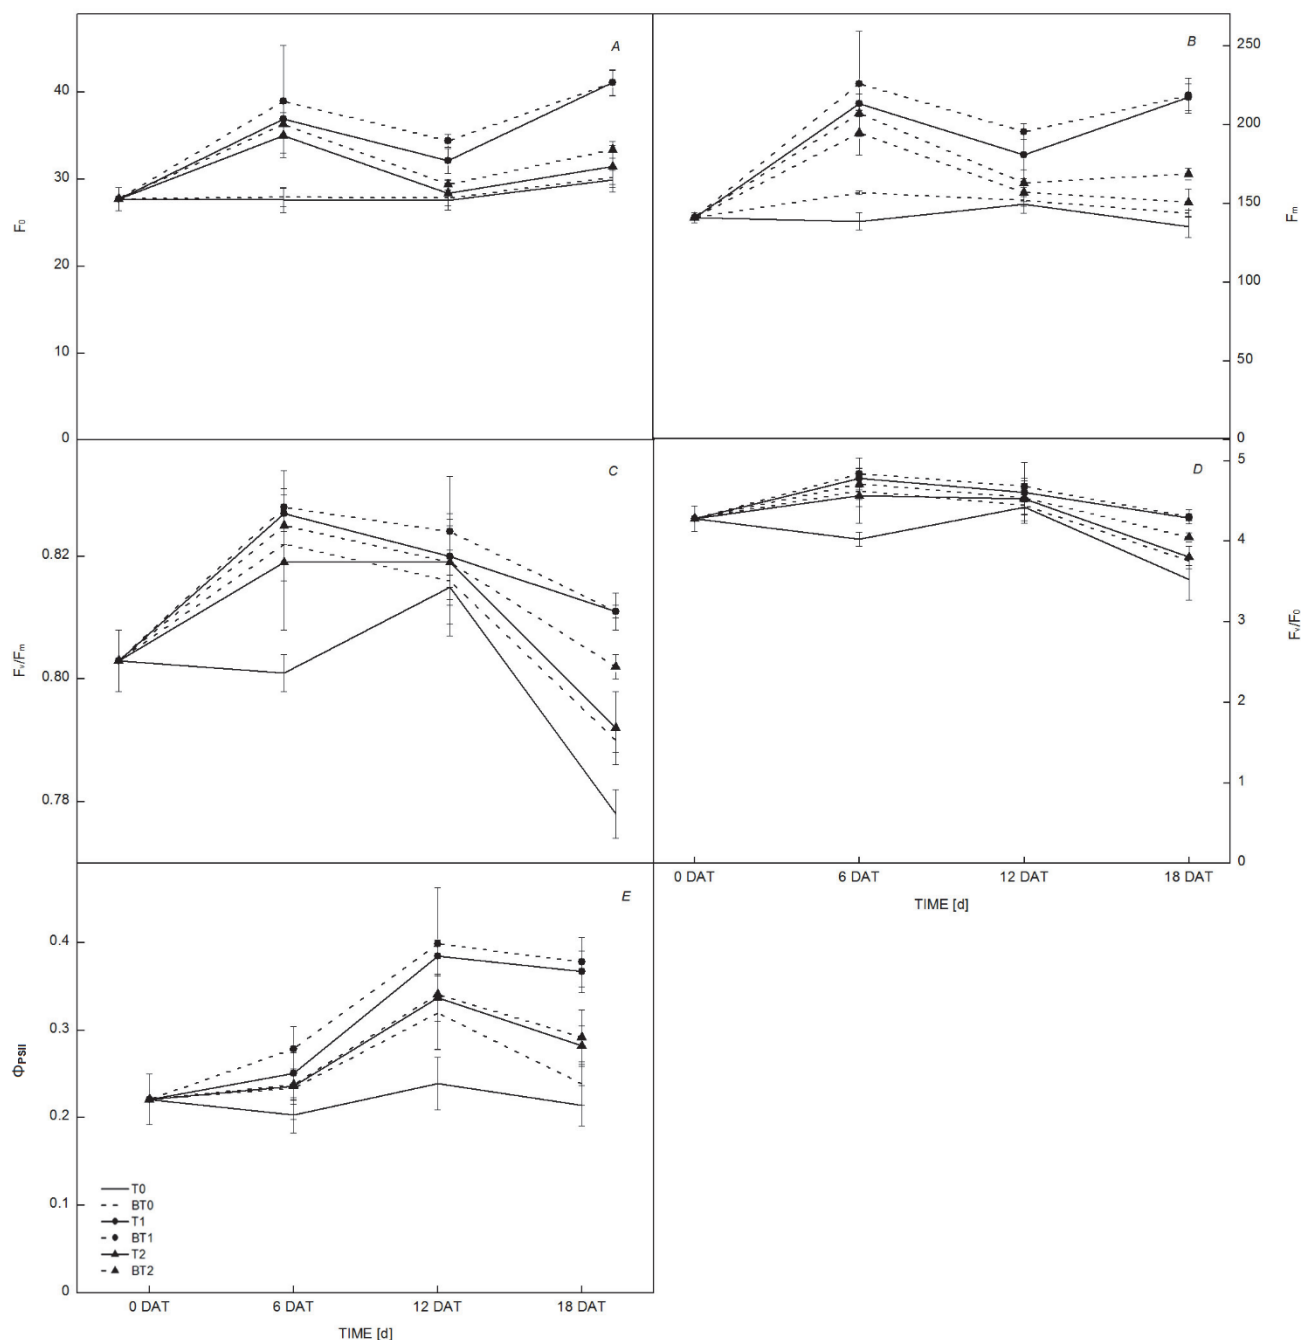 A
F0
40
30
20
10
0
B
250
200
150
100
50
0
Fm
C
Fv/Fm
0.82
0.80
0.78
D
5
4
3
2
1
0
Fv/F0
0 DAT 6 DAT 12 DAT 18 DAT
TIME [d]
E
ΦPSII
0.4
0.3
0.2
0.1
0
T0
BT0
T1
BT1
T2
BT2
0 DAT 6 DAT 12 DAT 18 DAT
TIME [d]